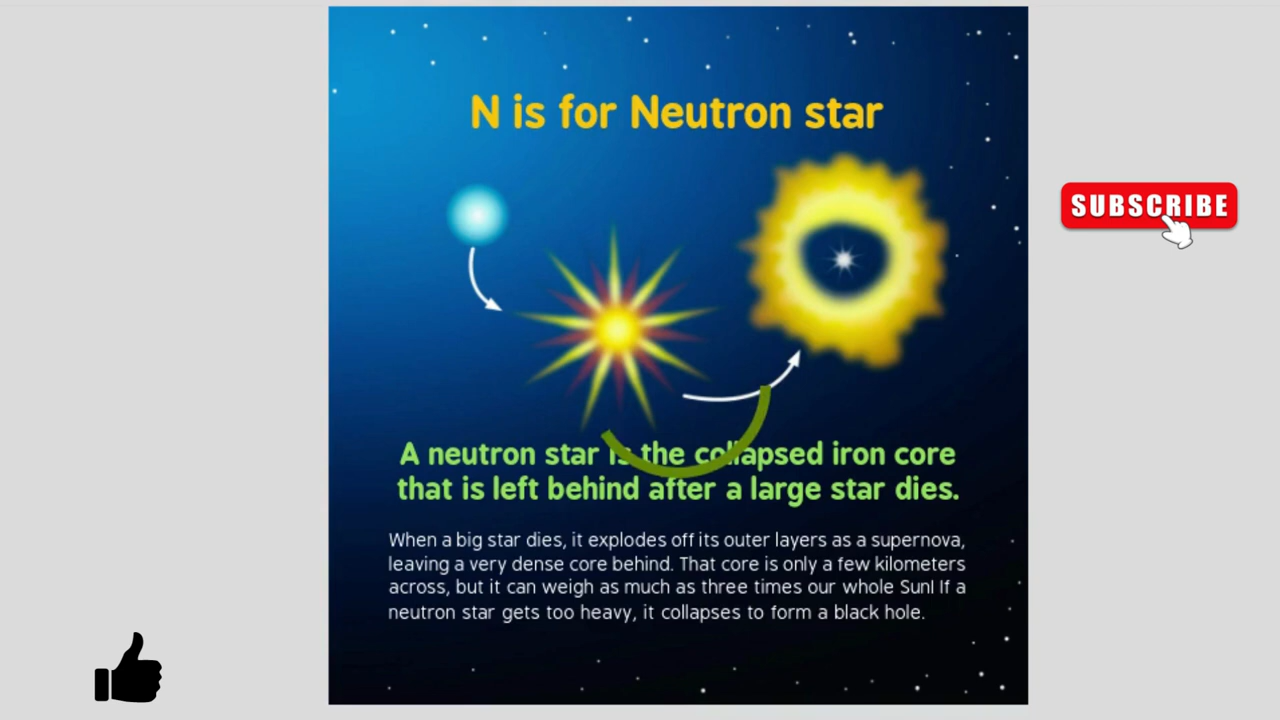 N is for Neutron star
SUBSCRIBE
A neutron star is the collapsed iron core
that is left behind after a large star dies.
When a big star dies, it explodes off its outer layers as a supernova,
leaving a very dense core behind. That core is only a few kilometers
across, but it can weigh as much as three times our whole Sun! If a
neutron star gets too heavy, it collapses to form a black hole.